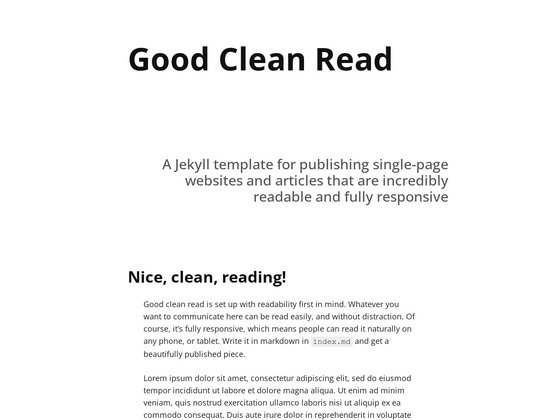 Good Clean Read
A Jekyll template for publishing single-page
websites and articles that are incredibly
readable and fully responsive
Nice, clean, reading!
Good clean read is set up with readability first in mind. Whatever you
want to communicate here can be read easily, and without distraction. Of
course, it's fully responsive, which means people can read it naturally on
any phone, or tablet. Write it in markdown in index.md and get a
beautifully published piece.
Lorem ipsum dolor sit amet, consectetur adipiscing elit, sed do eiusmod
tempor incididunt ut labore et dolore magna aliqua. Ut enim ad minim
veniam, quis nostrud exercitation ullamco laboris nisi ut aliquip ex ea
commodo consequat. Duis aute irure dolor in reprehenderit in voluptate